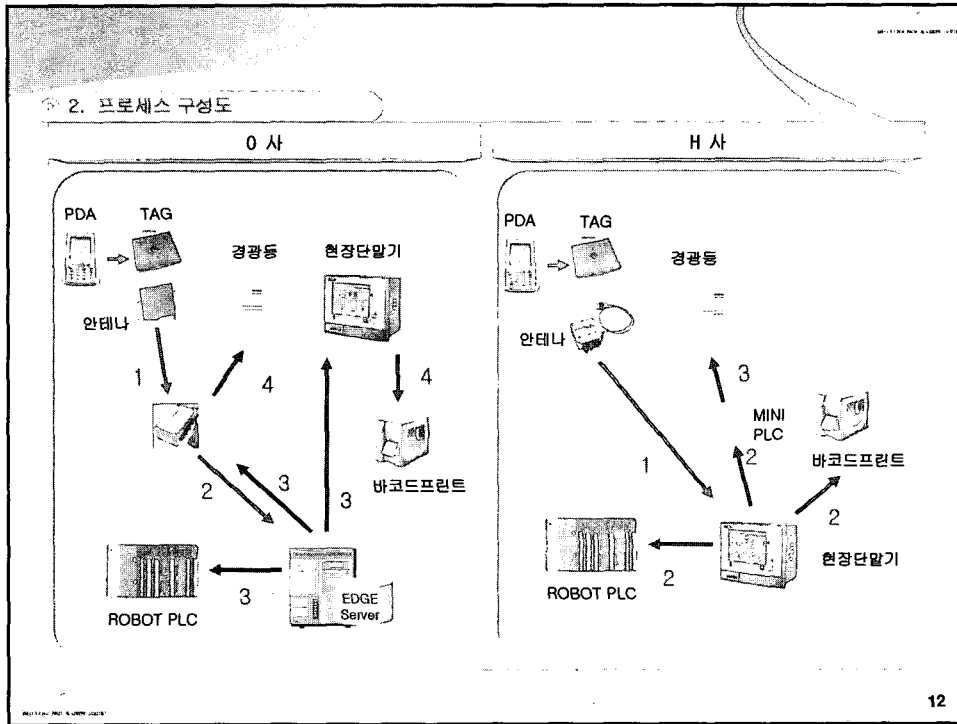 2. 프로세스 구성도
O 사
PDA
TAG
경광등
현장단말기
안테나
1
4
4
바코드프린트
2
3
3
3
ROBOT PLC
EDGE
Server
H 사
PDA
TAG
경광등
안테나
3
MINI
PLC
바코드프린트
1
2
2
2
현장단말기
ROBOT PLC
12